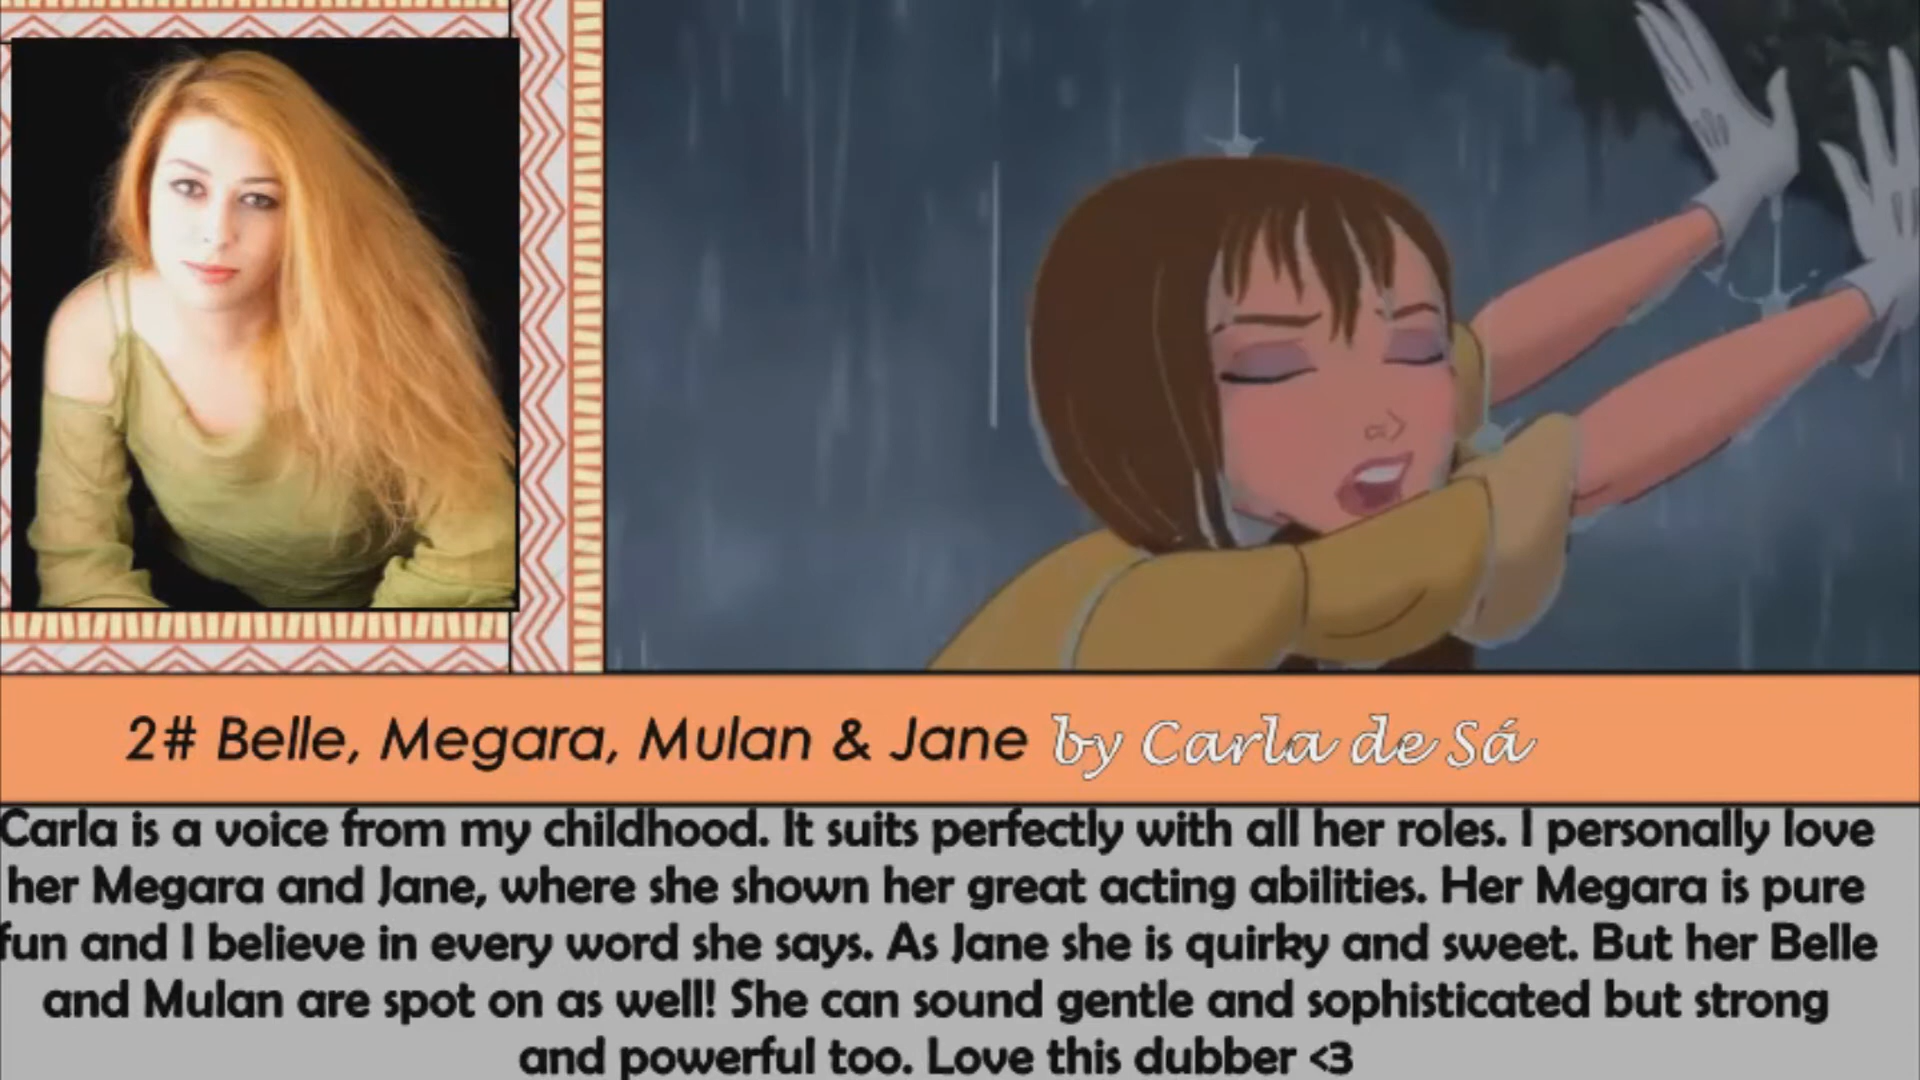 2# Belle, Megara, Mulan & Jane by Carla de Sá
Carla is a voice from my childhood. It suits perfectly with all her roles. I personally love
her Megara and Jane, where she shown her great acting abilities. Her Megara is pure
fun and I believe in every word she says. As Jane she is quirky and sweet. But her Belle
and Mulan are spot on as well! She can sound gentle and sophisticated but strong
and powerful too. Love this dubber <3